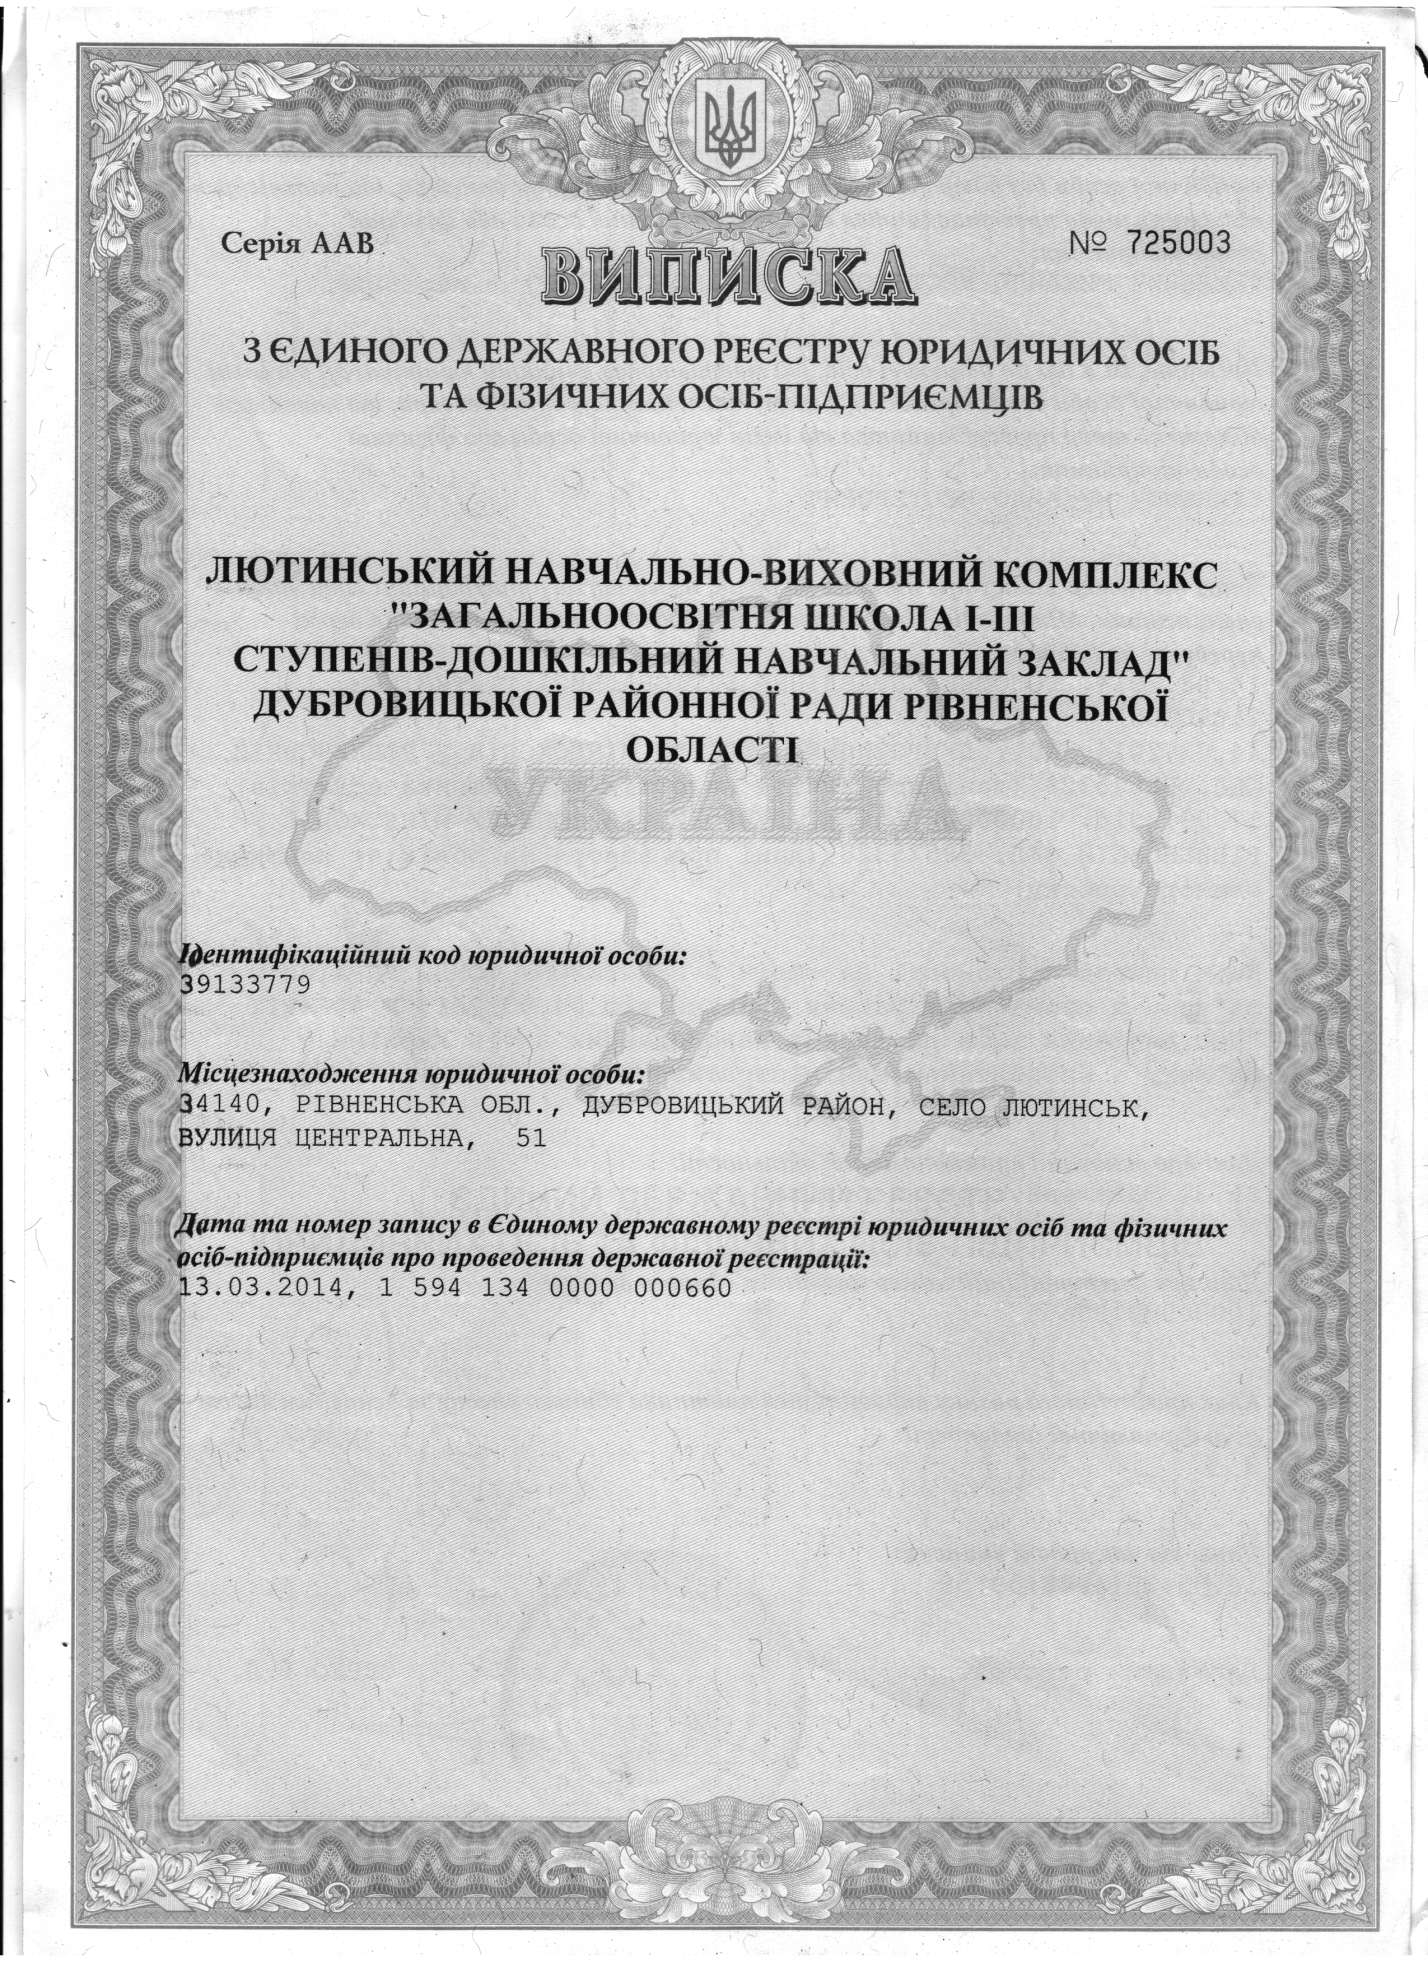 Серія ААВ
№ 725003
ВИПИСКА
З ЄДИНОГО ДЕРЖАВНОГО РЕЄСТРУ ЮРИДИЧНИХ ОСІБ
ТА ФІЗИЧНИХ ОСІБ-ПІДПРИЄМЦІВ
ЛЮТИНСЬКИЙ НАВЧАЛЬНО-ВИХОВНИЙ КОМПЛЕКС
"ЗАГАЛЬНООСВІТНЯ ШКОЛА І-ІІІ
СТУПЕНІВ-ДОШКІЛЬНИЙ НАВЧАЛЬНИЙ ЗАКЛАД"
ДУБРОВИЦЬКОЇ РАЙОННОЇ РАДИ РІВНЕНСЬКОЇ
ОБЛАСТІ
УКРАЇНА
Ідентифікаційний код юридичної особи:
39133779
Місцезнаходження юридичної особи:
34140, РІВНЕНСЬКА ОБЛ., ДУБРОВИЦЬКИЙ РАЙОН, СЕЛО ЛЮТИНСЬК,
ВУЛИЦЯ ЦЕНТРАЛЬНА, 51
Дата та номер запису в Єдиному державному реєстрі юридичних осіб та фізичних
осіб-підприємців про проведення державної реєстрації:
13.03.2014, 1 594 134 0000 000660